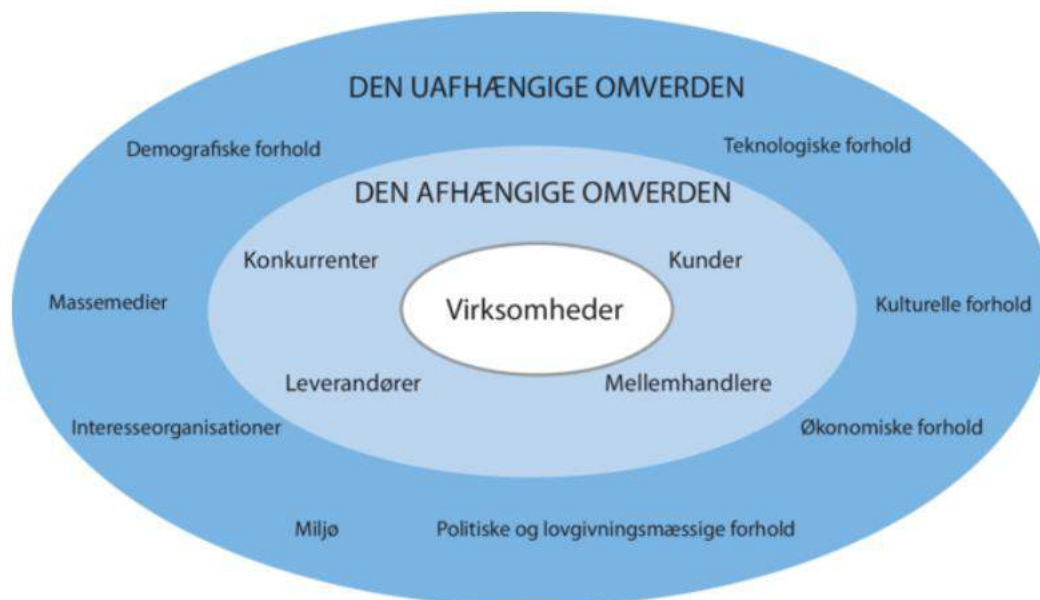 DEN UAFHÆNGIGE OMVERDEN
Demografiske forhold
Teknologiske forhold
DEN AFHÆNGIGE OMVERDEN
Konkurrenter
Kunder
Massemedier
Virksomheder
Kulturelle forhold
Leverandører
Mellemhandlere
Interesseorganisationer
Økonomiske forhold
Miljø
Politiske og lovgivningsmæssige forhold